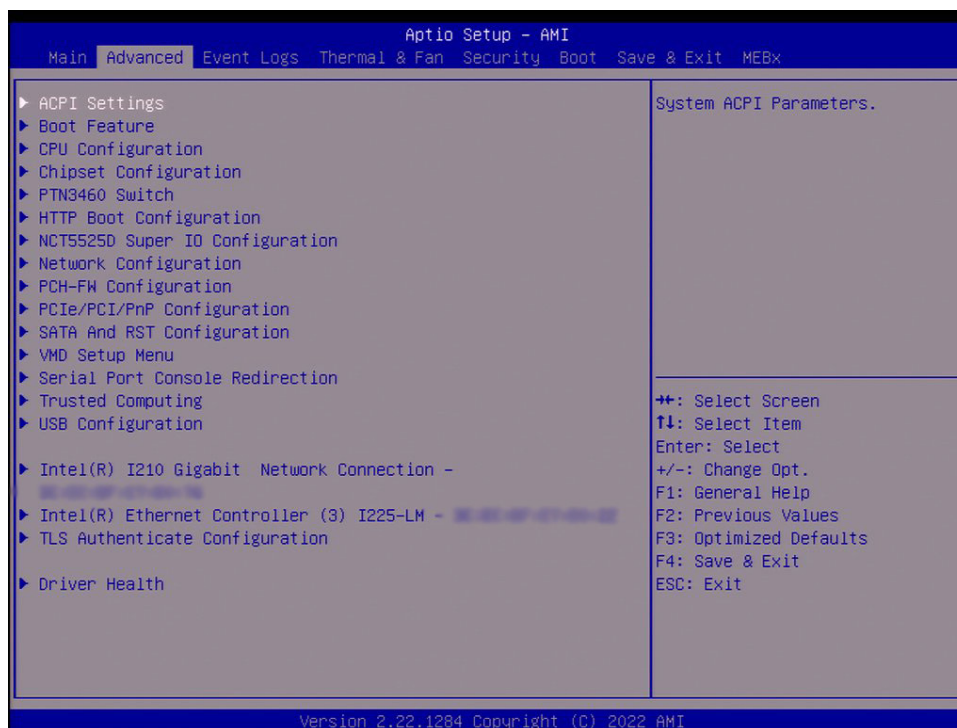 Aptio Setup – AMI
Main Advanced Event Logs Thermal & Fan Security Boot Save & Exit MEBx
ACPI Settings
Boot Feature
CPU Configuration
Chipset Configuration
PTN3460 Switch
HTTP Boot Configuration
NCT5525D Super IO Configuration
Network Configuration
PCH-FW Configuration
PCIe/PCI/PnP Configuration
SATA And RST Configuration
VMD Setup Menu
Serial Port Console Redirection
Trusted Computing
USB Configuration
Intel(R) I210 Gigabit Network Connection –
Intel(R) Ethernet Controller (3) I225-LM –
TLS Authenticate Configuration
Driver Health
System ACPI Parameters.
→←: Select Screen
↑↓: Select Item
Enter: Select
+/-: Change Opt.
F1: General Help
F2: Previous Values
F3: Optimized Defaults
F4: Save & Exit
ESC: Exit
Version 2.22.1284 Copyright (C) 2022 AMI